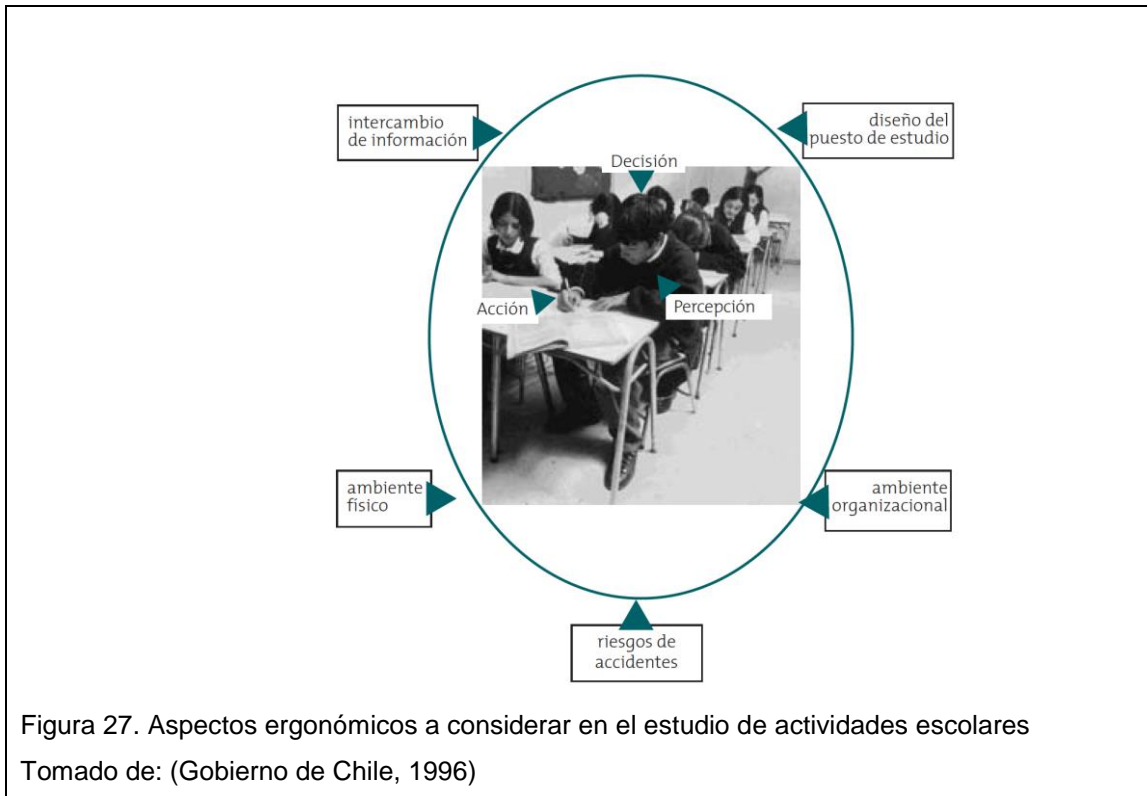 intercambio
de información
diseño del
puesto de estudio
Decisión
Acción
Percepción
ambiente
físico
ambiente
organizacional
riesgos de
accidentes
Figura 27. Aspectos ergonómicos a considerar en el estudio de actividades escolares
Tomado de: (Gobierno de Chile, 1996)